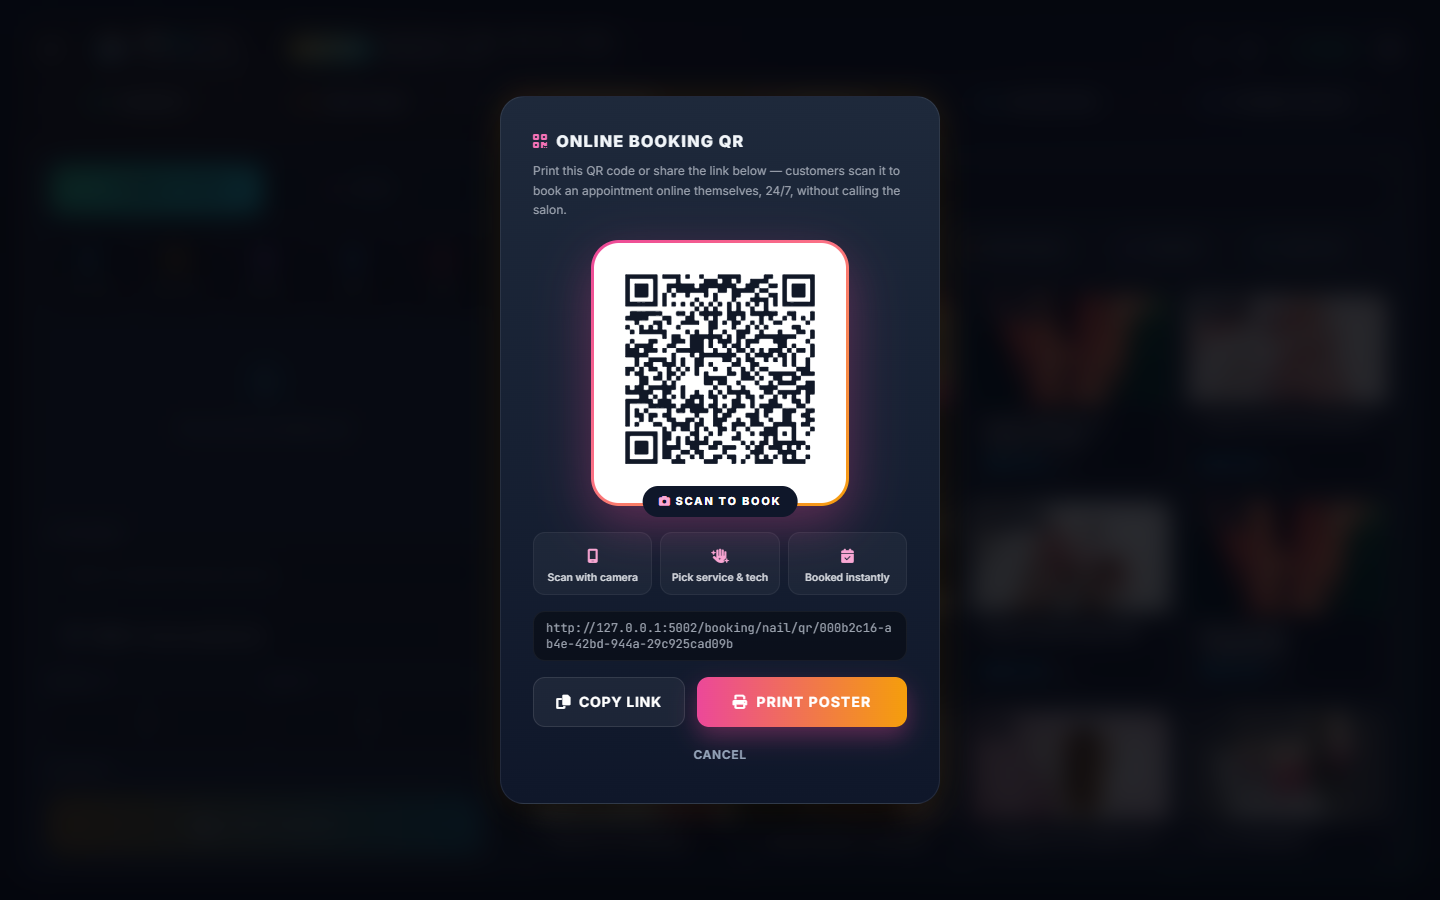 ONLINE BOOKING QR
Print this QR code or share the link below — customers scan it to
book an appointment online themselves, 24/7, without calling the
salon.
SCAN TO BOOK
Scan with camera
Pick service & tech
Booked instantly
http://127.0.0.1:5002/booking/nail/qr/000b2c16-a
b4e-42bd-944a-29c925cad09b
COPY LINK
PRINT POSTER
CANCEL